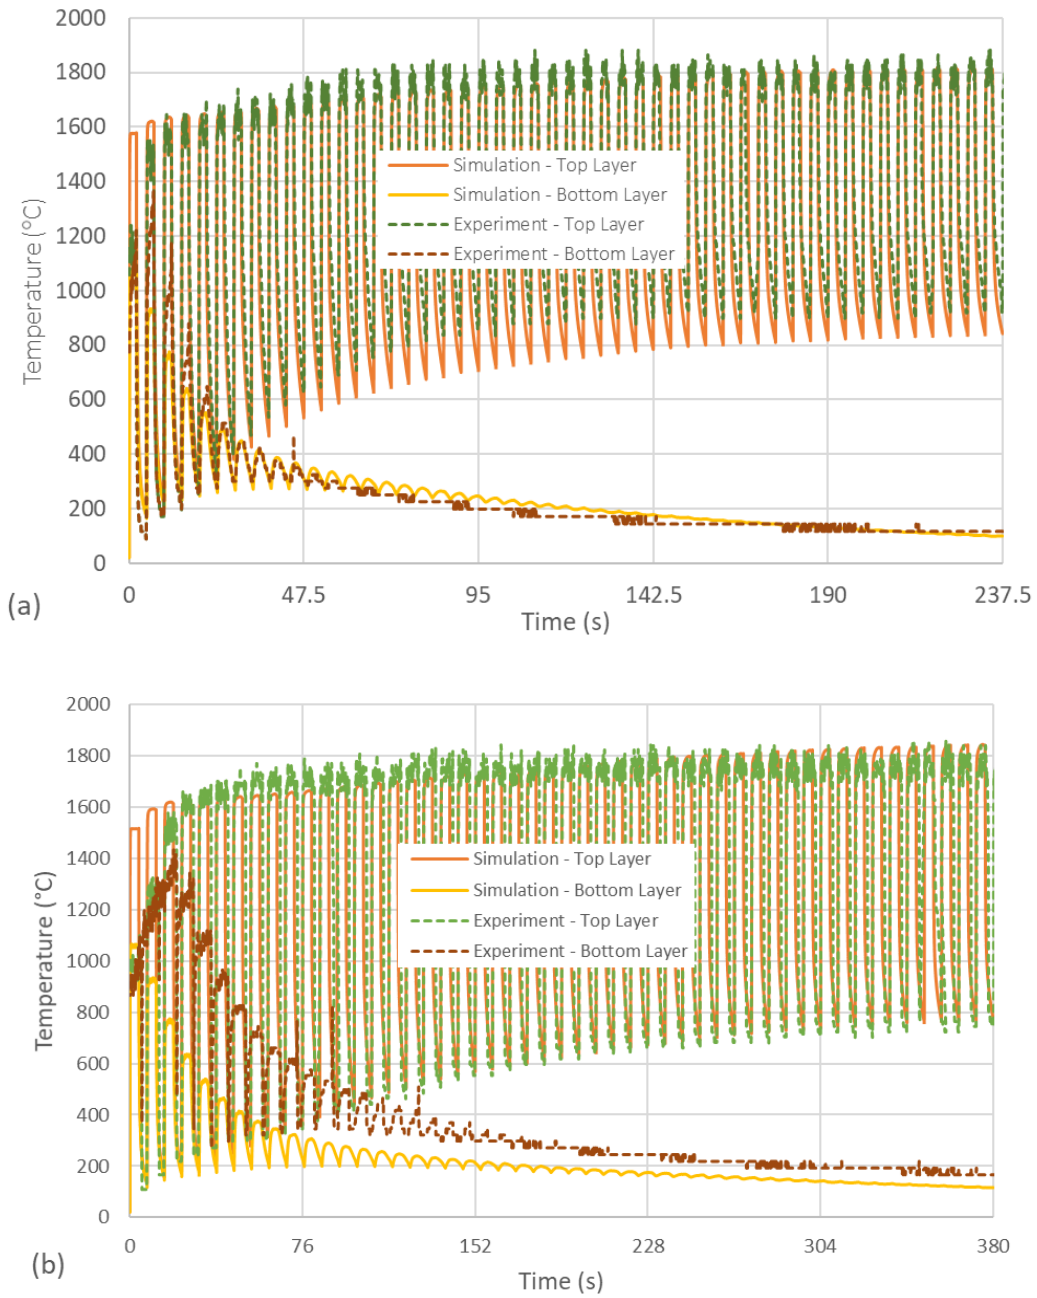 2000
1800
1600
1400
1200
1000
800
600
400
200
0
Temperature (°C)
Simulation - Top Layer
Simulation - Bottom Layer
Experiment - Top Layer
Experiment - Bottom Layer
0 47.5 95 142.5 190 237.5
Time (s)
(a)
2000
1800
1600
1400
1200
1000
800
600
400
200
0
Temperature (°C)
Simulation - Top Layer
Simulation - Bottom Layer
Experiment - Top Layer
Experiment - Bottom Layer
0 76 152 228 304 380
Time (s)
(b)